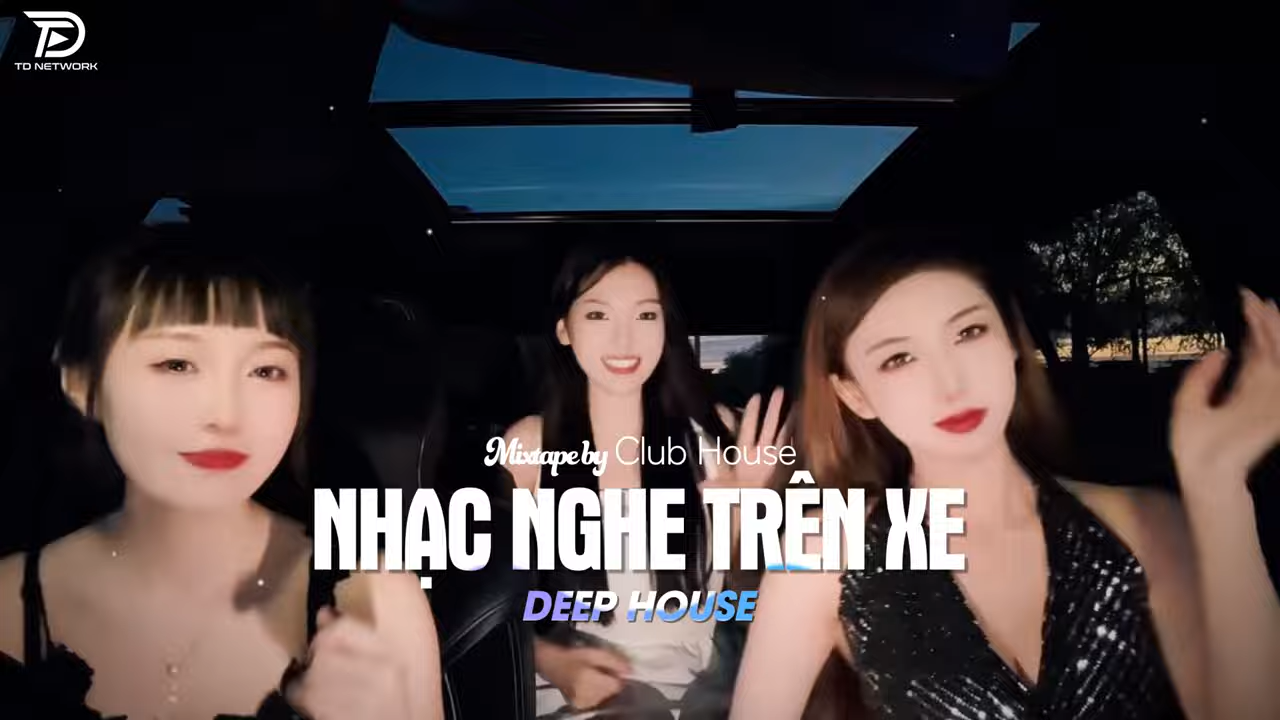 TD NETWORK
Mixtape by Club House
NHẠC NGHE TRÊN XE
DEEP HOUSE